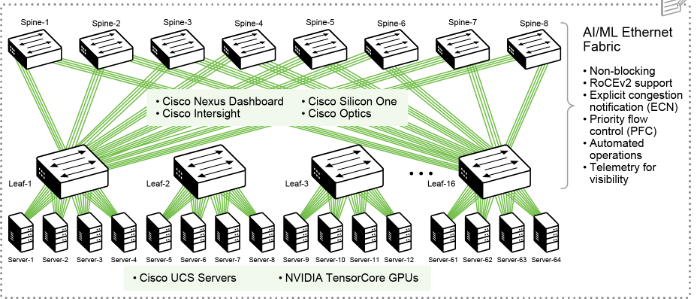 Spine-1 Spine-2 Spine-3 Spine-4 Spine-5 Spine-6 Spine-7 Spine-8
AI/ML Ethernet
Fabric
• Non-blocking
• RoCEv2 support
• Explicit congestion
notification (ECN)
• Priority flow
control (PFC)
• Automated
operations
• Telemetry for
visibility
• Cisco Nexus Dashboard • Cisco Silicon One
• Cisco Intersight • Cisco Optics
Leaf-1 Leaf-2 Leaf-3 Leaf-16
Server-1 Server-2 Server-3 Server-4 Server-5 Server-6 Server-7 Server-8 Server-9 Server-10 Server-11 Server-12 Server-61 Server-62 Server-63 Server-64
• Cisco UCS Servers • NVIDIA TensorCore GPUs